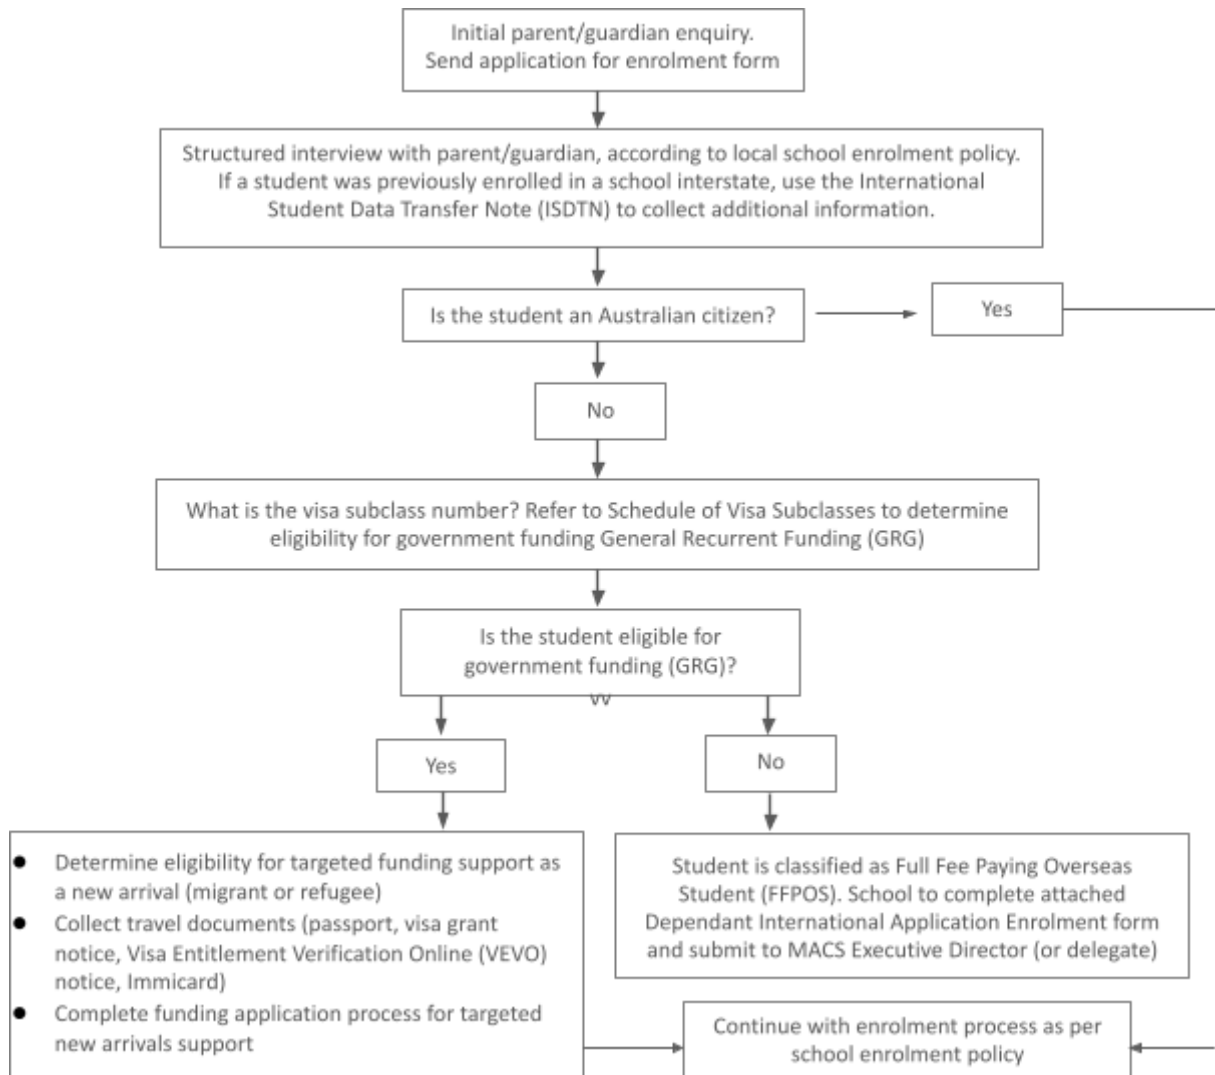 Initial parent/guardian enquiry.
Send application for enrolment form
Structured interview with parent/guardian, according to local school enrolment policy.
If a student was previously enrolled in a school interstate, use the International
Student Data Transfer Note (ISDTN) to collect additional information.
Is the student an Australian citizen?
Yes
No
What is the visa subclass number? Refer to Schedule of Visa Subclasses to determine
eligibility for government funding General Recurrent Funding (GRG)
Is the student eligible for
government funding (GRG)?
Yes
No
● Determine eligibility for targeted funding support as
a new arrival (migrant or refugee)
● Collect travel documents (passport, visa grant
notice, Visa Entitlement Verification Online (VEVO)
notice, Immicard)
● Complete funding application process for targeted
new arrivals support
Student is classified as Full Fee Paying Overseas
Student (FFPOS). School to complete attached
Dependant International Application Enrolment form
and submit to MACS Executive Director (or delegate)
Continue with enrolment process as per
school enrolment policy